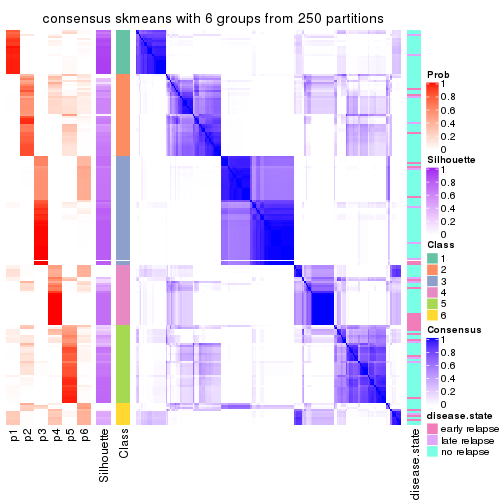 consensus skmeans with 6 groups from 250 partitions
Prob
1
0.8
0.6
0.4
0.2
0
Silhouette
1
0.8
0.6
0.4
0.2
0
Class
1
2
3
4
5
6
Consensus
1
0.8
0.6
0.4
0.2
0
disease.state
early relapse
late relapse
no relapse
p1
p2
p3
p4
p5
p6
Silhouette
Class
disease.state